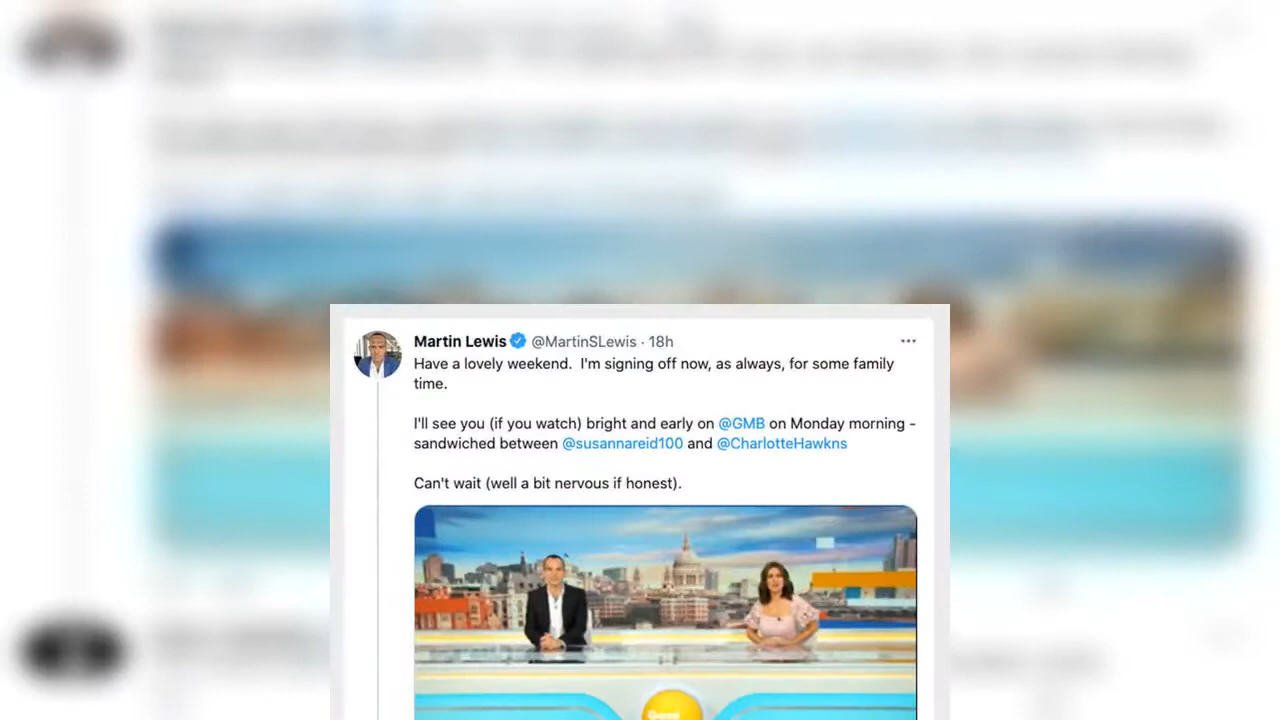 Martin Lewis @MartinSLewis · 18h
Have a lovely weekend.  I'm signing off now, as always, for some family
time.
I'll see you (if you watch) bright and early on @GMB on Monday morning -
sandwiched between @susannareid100 and @CharlotteHawkns
Can't wait (well a bit nervous if honest).
Good